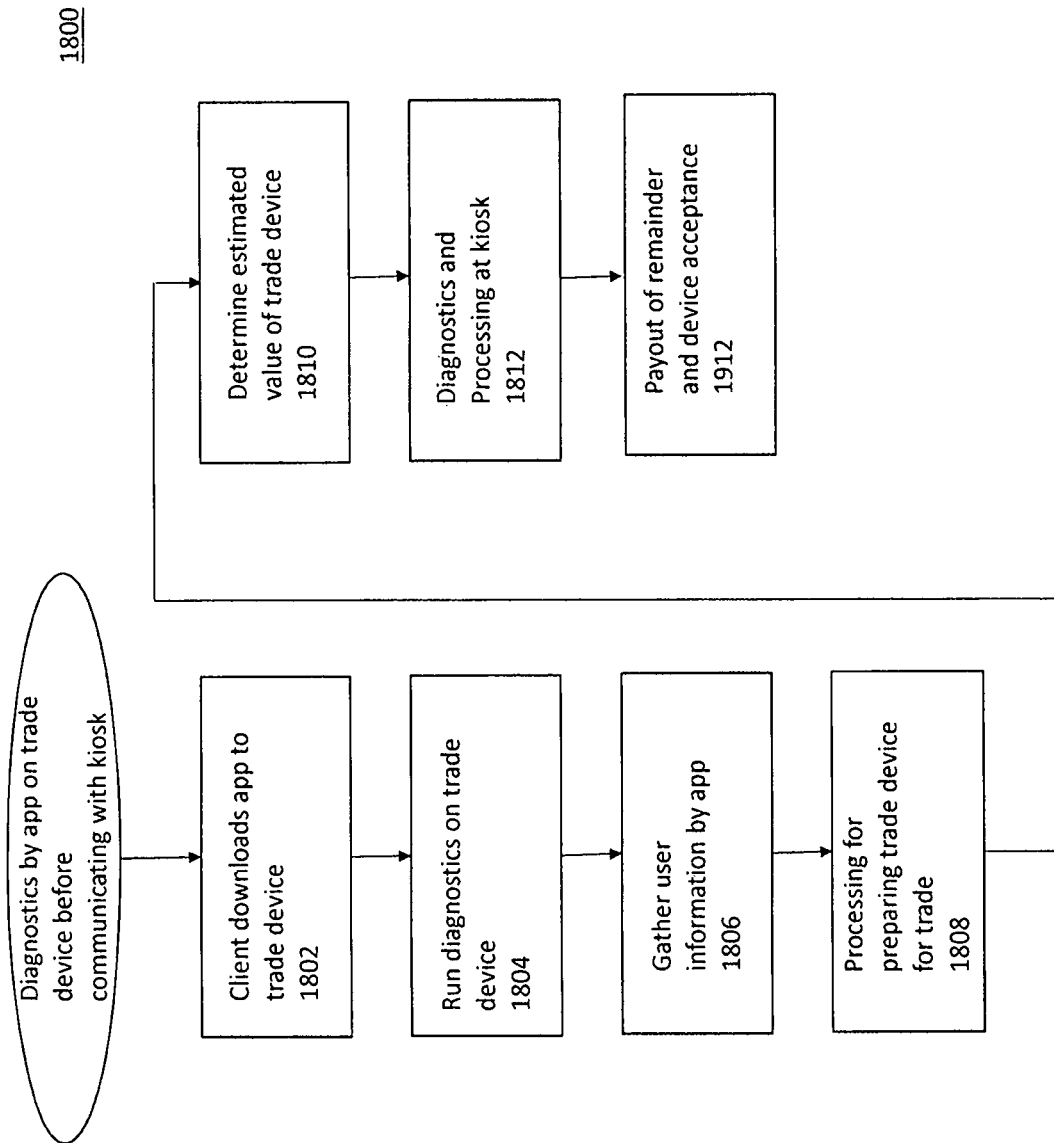 1800
Diagnostics by app on trade
device before
communicating with kiosk
Client downloads app to
trade device
1802
Run diagnostics on trade
device
1804
Gather user
information by app
1806
Processing for
preparing trade device
for trade
1808
Determine estimated
value of trade device
1810
Diagnostics and
Processing at kiosk
1812
Payout of remainder
and device acceptance
1912